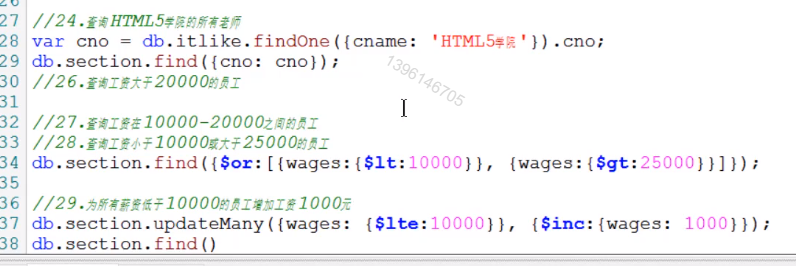 27 //24.查询HTML5学院的所有老师
28 var cno = db.itlike.findOne({cname: 'HTML5学院'}).cno;
29 db.section.find({cno: cno});
30 //26.查询工资大于20000的员工
31
32 //27.查询工资在10000-20000之间的员工
33 //28.查询工资小于10000或大于25000的员工
34 db.section.find({$or:[{wages:{$lt:10000}}, {wages:{$gt:25000}}]});
35
36 //29.为所有薪资低于10000的员工增加工资1000元
37 db.section.updateMany({wages: {$lte:10000}}, {$inc:{wages: 1000}});
38 db.section.find()
1396146705